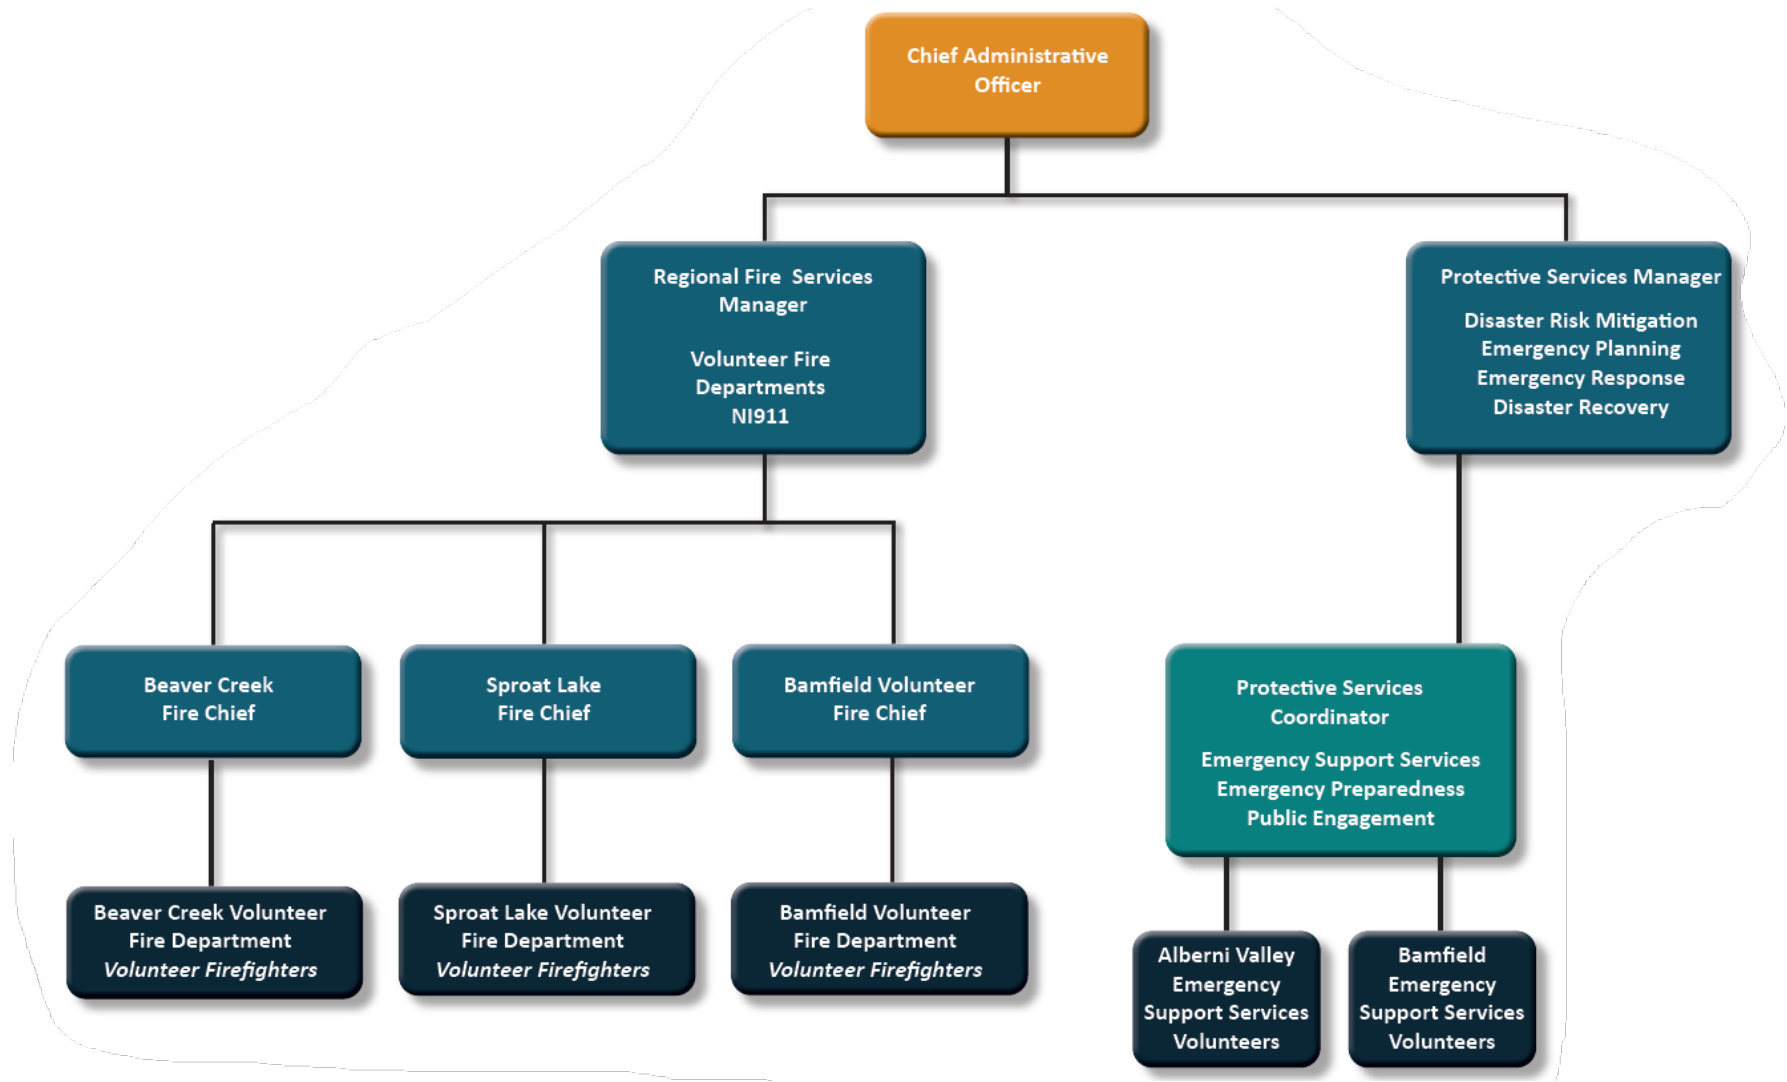 Chief Administrative
Officer
Regional Fire Services
Manager
Volunteer Fire
Departments
NI911
Protective Services Manager
Disaster Risk Mitigation
Emergency Planning
Emergency Response
Disaster Recovery
Beaver Creek
Fire Chief
Sproat Lake
Fire Chief
Bamfield Volunteer
Fire Chief
Protective Services
Coordinator
Emergency Support Services
Emergency Preparedness
Public Engagement
Beaver Creek Volunteer
Fire Department
Volunteer Firefighters
Sproat Lake Volunteer
Fire Department
Volunteer Firefighters
Bamfield Volunteer
Fire Department
Volunteer Firefighters
Alberni Valley
Emergency
Support Services
Volunteers
Bamfield
Emergency
Support Services
Volunteers